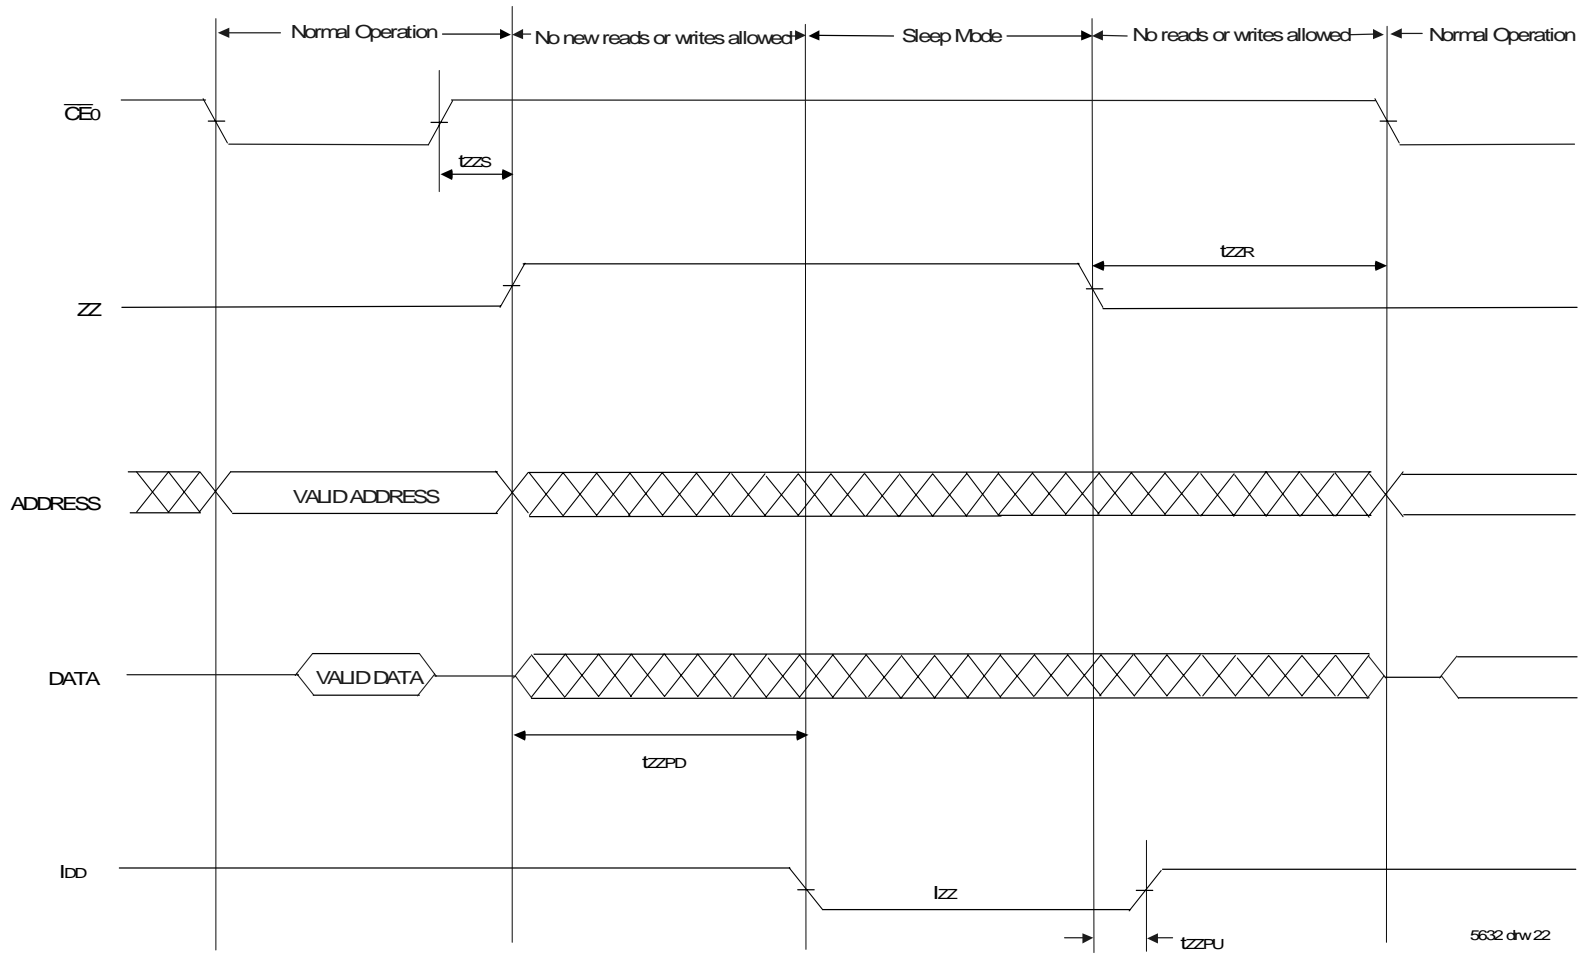 Normal Operation No new reads or writes allowed Sleep Mode No reads or writes allowed Normal Operation
CE0
tZZS
tZZR
ZZ
ADDRESS VALID ADDRESS
DATA VALID DATA
tZZPD
IDD IZZ
tZZPU
5632 drw 22